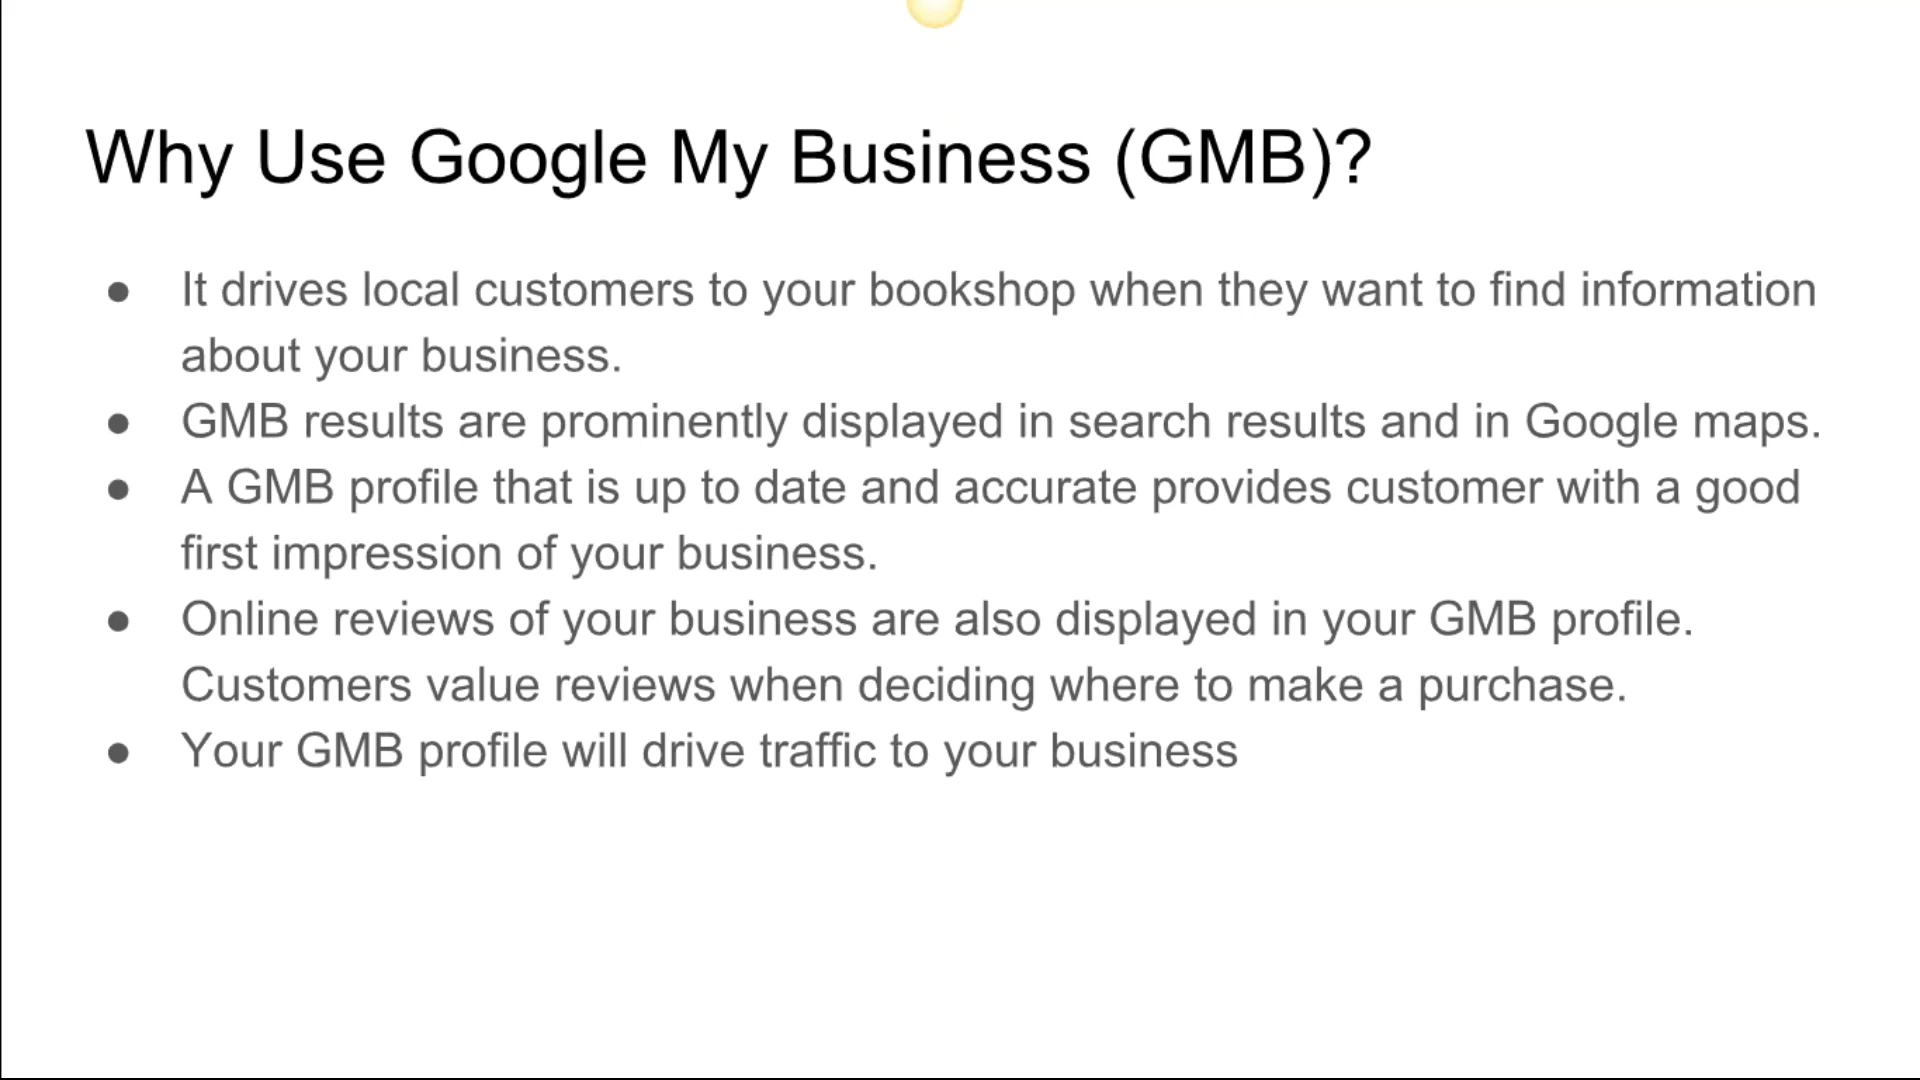 Why Use Google My Business (GMB)?
● It drives local customers to your bookshop when they want to find information
about your business.
● GMB results are prominently displayed in search results and in Google maps.
● A GMB profile that is up to date and accurate provides customer with a good
first impression of your business.
● Online reviews of your business are also displayed in your GMB profile.
Customers value reviews when deciding where to make a purchase.
● Your GMB profile will drive traffic to your business